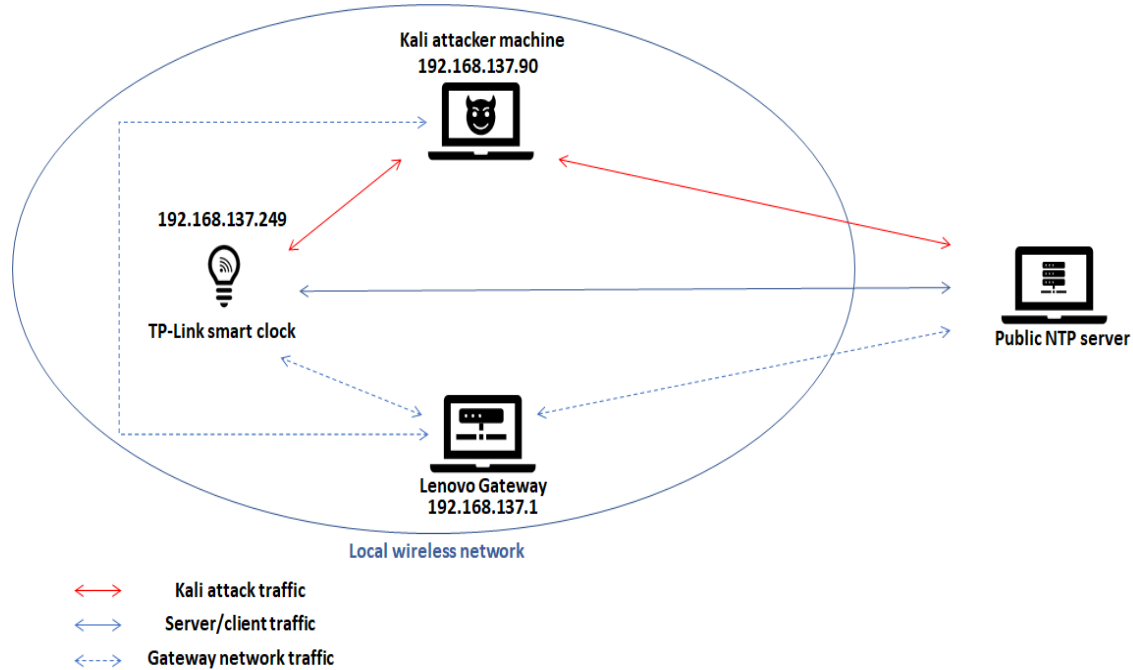 Kali attacker machine
192.168.137.90
192.168.137.249
TP-Link smart clock
Public NTP server
Lenovo Gateway
192.168.137.1
Local wireless network
Kali attack traffic
Server/client traffic
Gateway network traffic